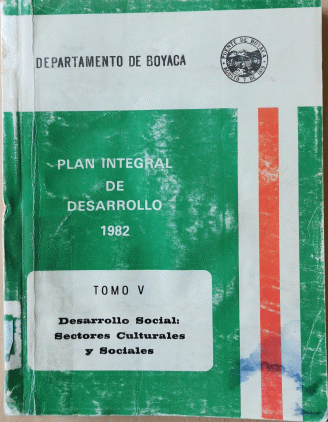 DEPARTAMENTO DE BOYACA
PLAN INTEGRAL
DE
DESARROLLO
1982
TOMO V
Desarrollo Social:
Sectores Culturales
y Sociales